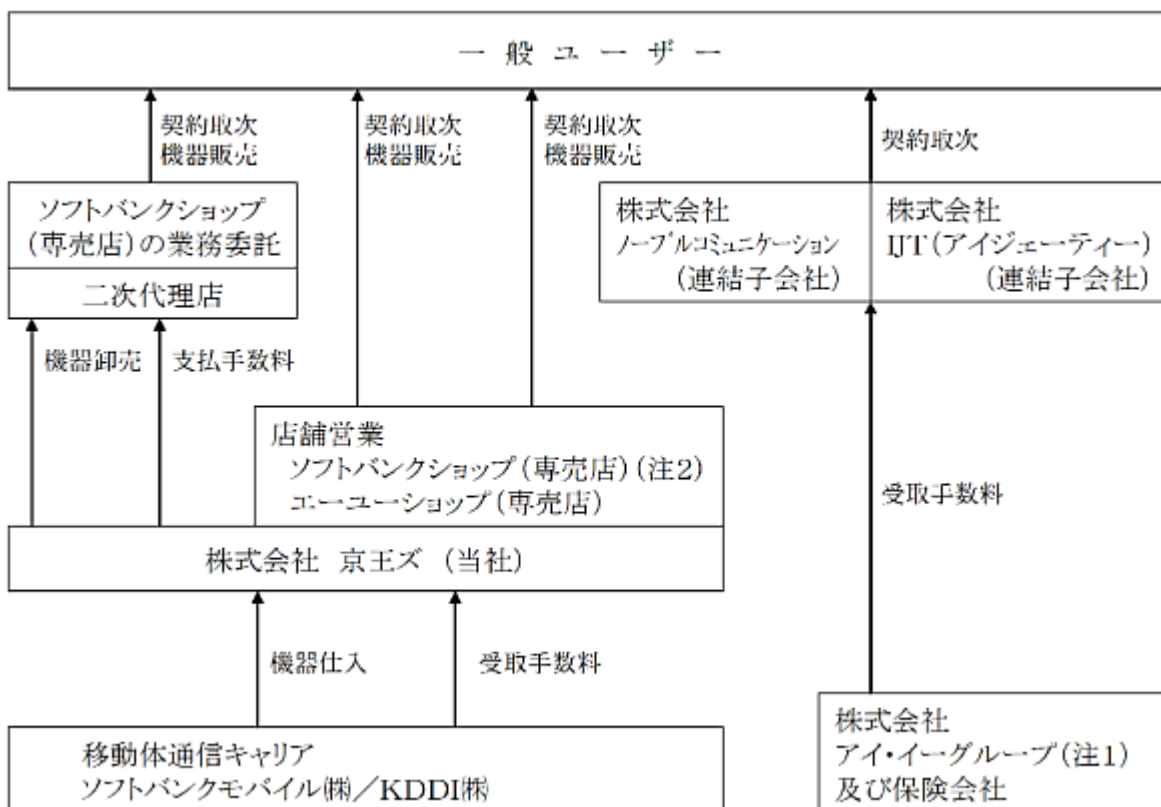 一般ユーザー
契約取次
機器販売
契約取次
機器販売
契約取次
機器販売
契約取次
ソフトバンクショップ
(専売店)の業務委託
二次代理店
株式会社
ノーブルコミュニケーション
(連結子会社)
株式会社
IJT(アイジェーティー)
(連結子会社)
機器卸売
支払手数料
店舗営業
ソフトバンクショップ(専売店)(注2)
エーユーショップ(専売店)
受取手数料
株式会社 京王ズ (当社)
機器仕入
受取手数料
移動体通信キャリア
ソフトバンクモバイル㈱/KDDI㈱
株式会社
アイ・イーグループ(注1)
及び保険会社